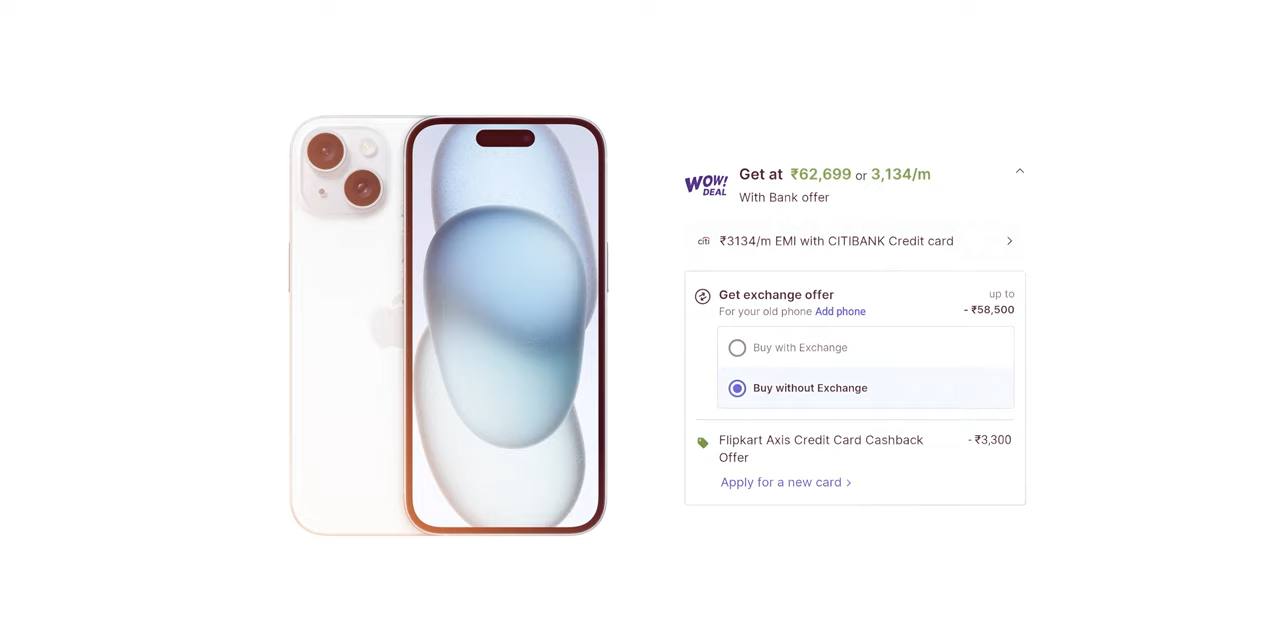 WOW!
DEAL
Get at ₹62,699 or 3,134/m
With Bank offer
citi ₹3134/m EMI with CITIBANK Credit card
Get exchange offer
up to
For your old phone Add phone
- ₹58,500
Buy with Exchange
Buy without Exchange
Flipkart Axis Credit Card Cashback
Offer
- ₹3,300
Apply for a new card